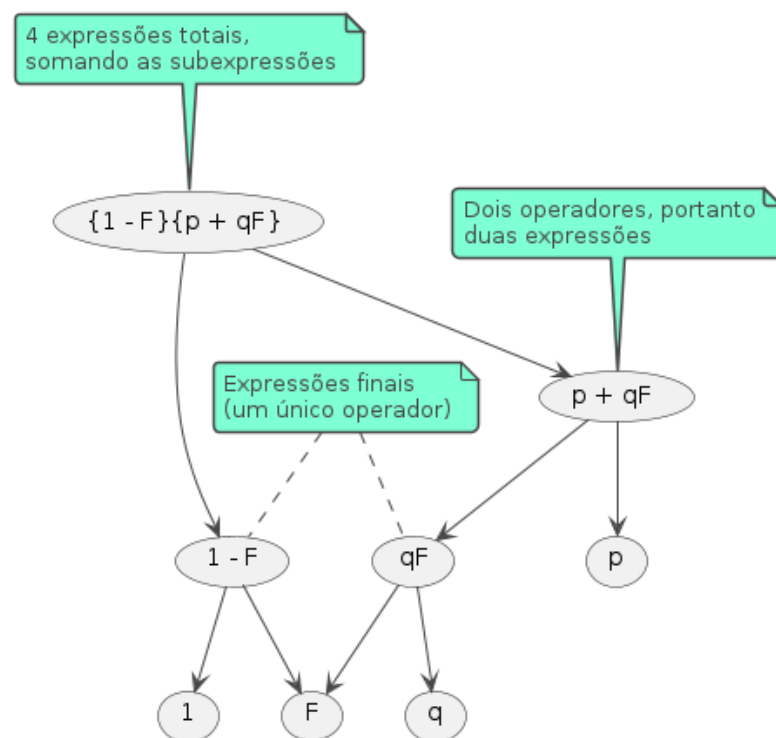 4 expressões totais,
somando as subexpressões
{1 - F}{p + qF}
Dois operadores, portanto
duas expressões
Expressões finais
(um único operador)
p + qF
1 - F
qF
p
1
F
q